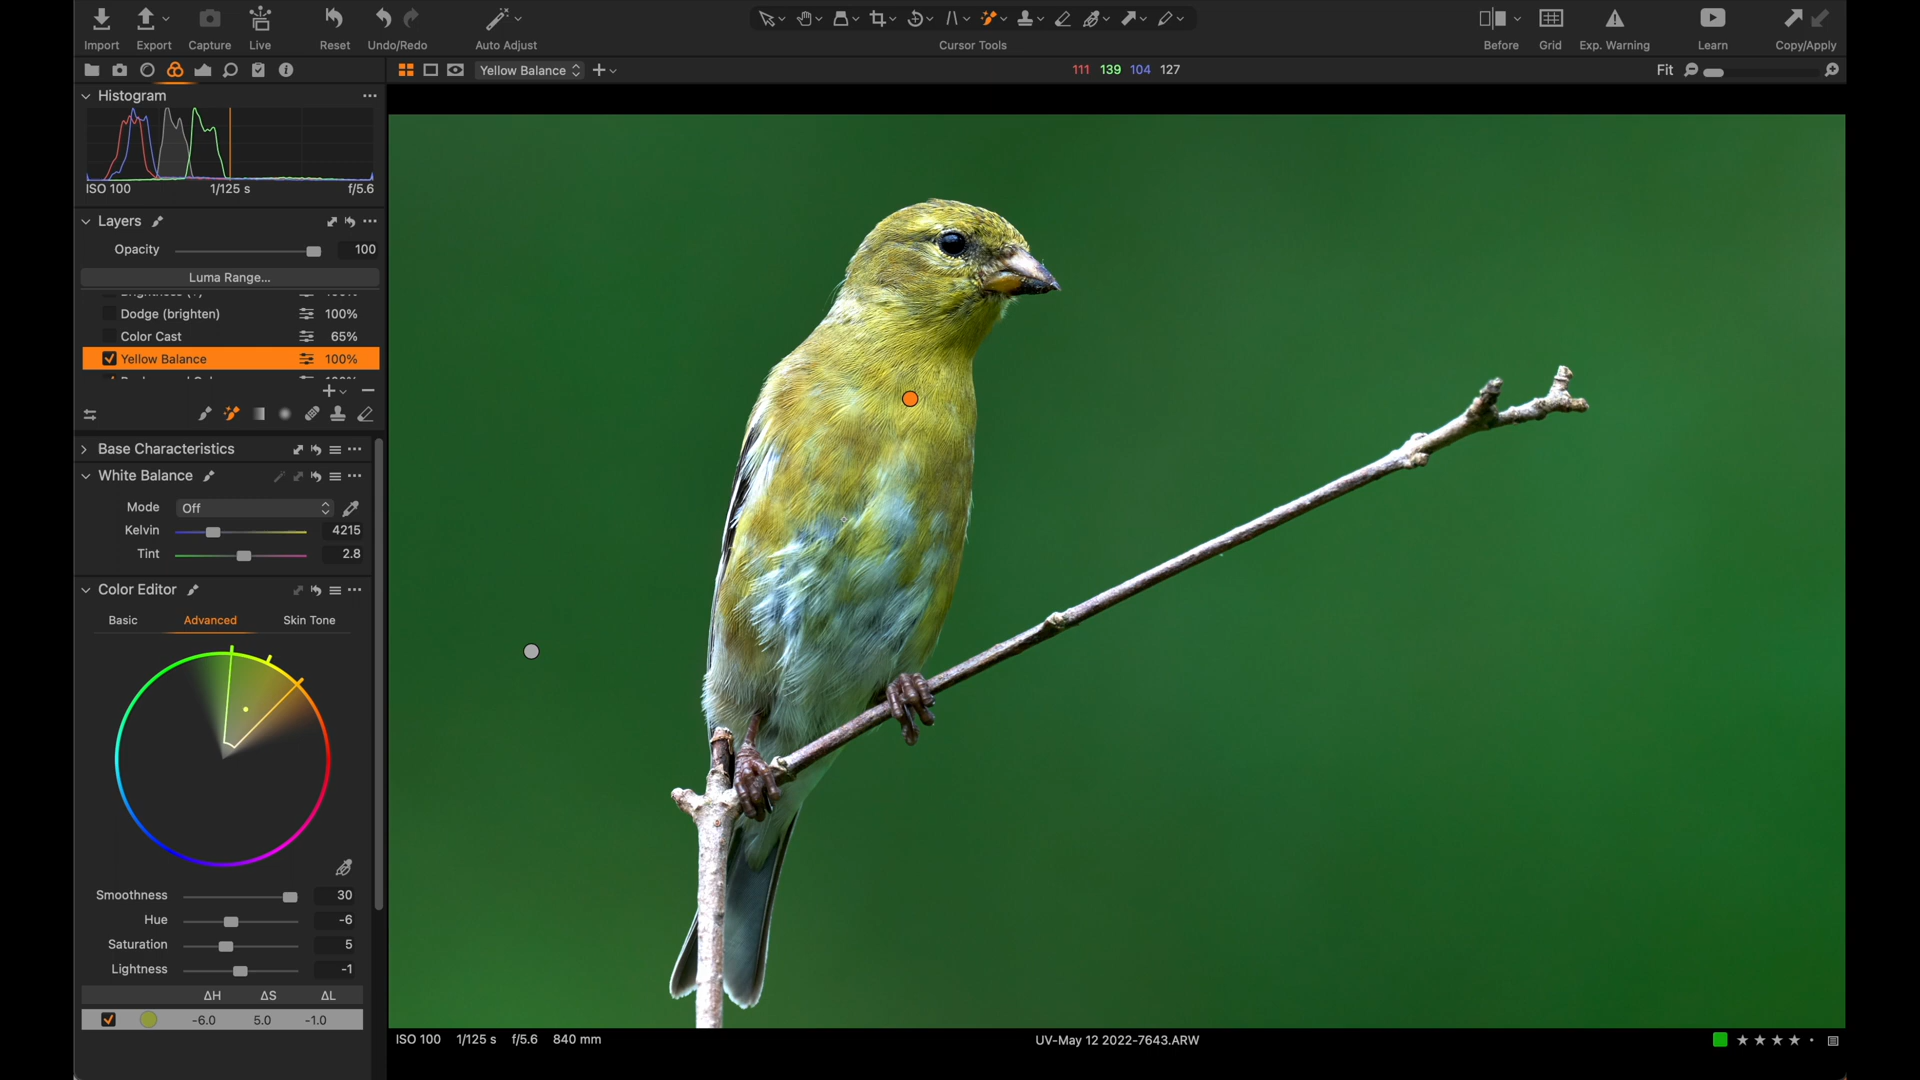 Import Export Capture Live Reset Undo/Redo Auto Adjust Cursor Tools Before Grid Exp. Warning Learn Copy/Apply
Yellow Balance 111 139 104 127 Fit
Histogram
ISO 100 1/125 s f/5.6
Layers
Opacity 100
Luma Range...
Dodge (brighten) 100%
Color Cast 65%
Yellow Balance 100%
Base Characteristics
White Balance
Mode Off
Kelvin 4215
Tint 2.8
Color Editor
Basic Advanced Skin Tone
Smoothness 30
Hue -6
Saturation 5
Lightness -1
ΔH ΔS ΔL
-6.0 5.0 -1.0
ISO 100 1/125 s f/5.6 840 mm UV-May 12 2022-7643.ARW